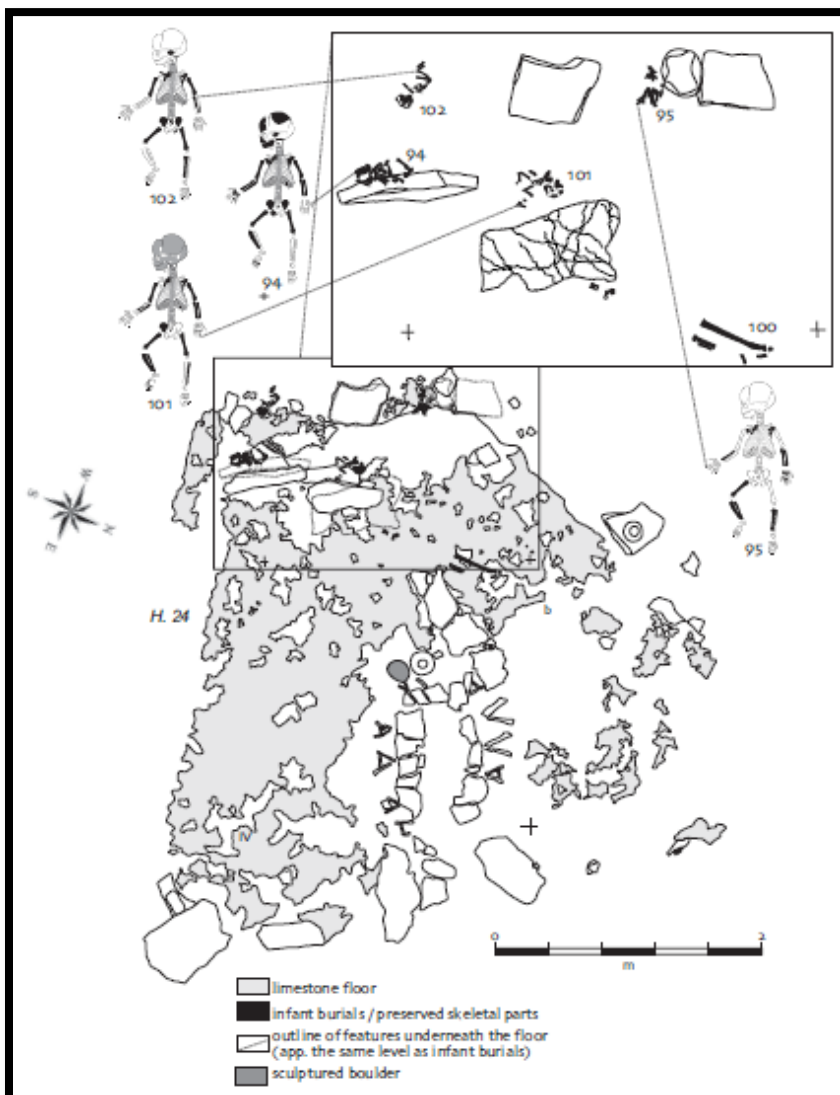 102
95
94
101
102
94
100
101
95
W
S
N
E
H. 24
b
IV
0
2
m
limestone floor
infant burials / preserved skeletal parts
outline of features underneath the floor
(app. the same level as infant burials)
sculptured boulder